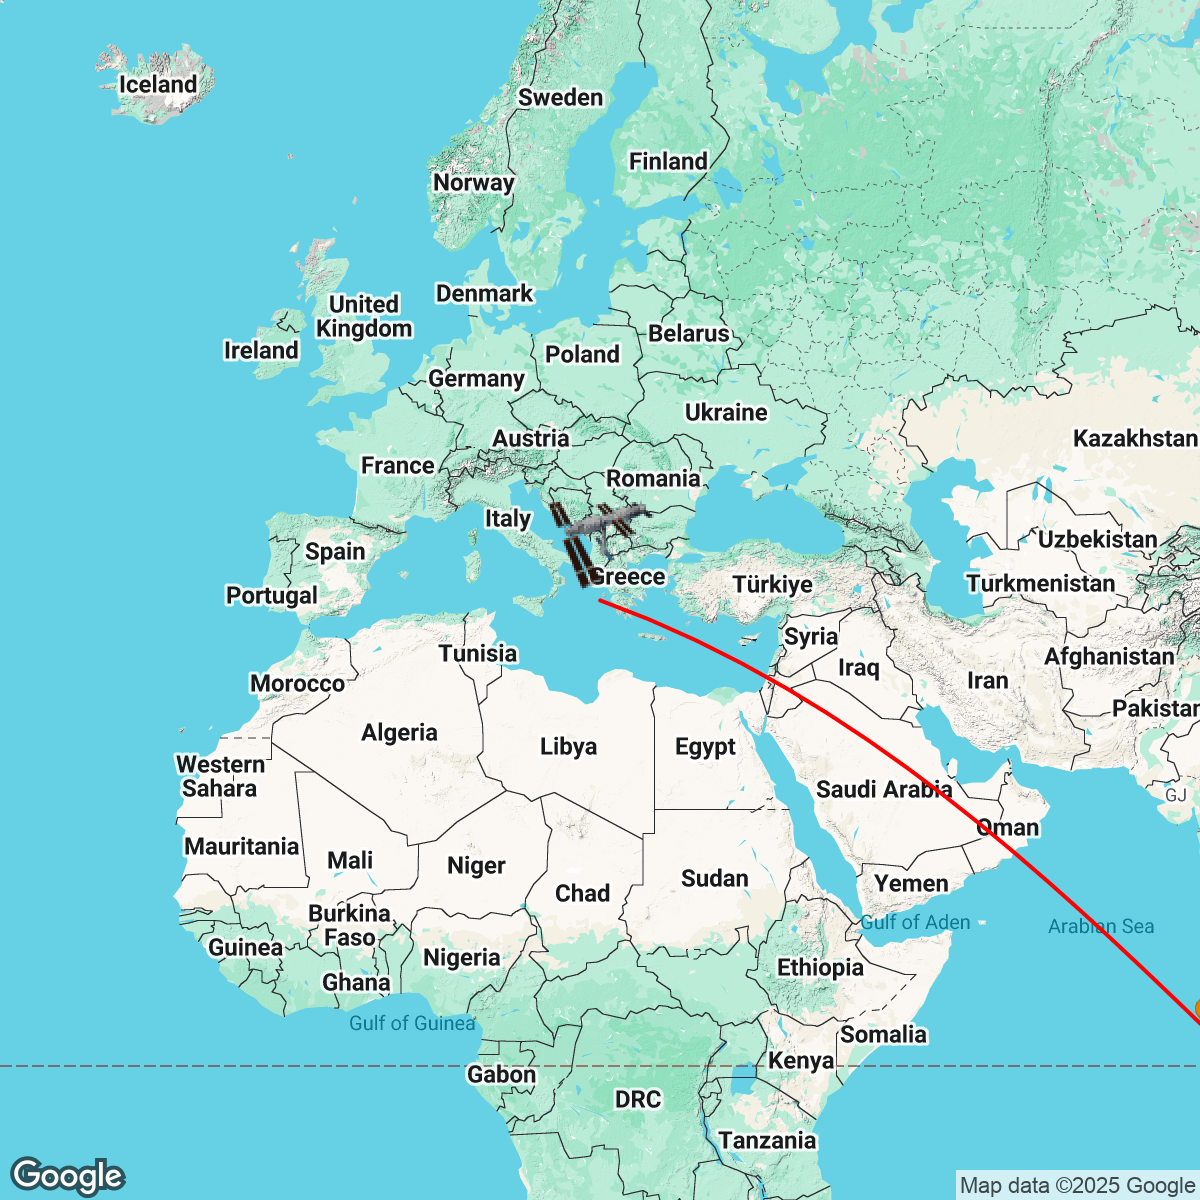 Iceland
Sweden
Finland
Norway
Denmark
United
Kingdom
Ireland
Belarus
Poland
Germany
Ukraine
Austria
Kazakhstan
France
Romania
Italy
Uzbekistan
Spain
Greece
Türkiye
Turkmenistan
Portugal
Syria
Tunisia
Iraq
Afghanistan
Morocco
Iran
Pakistan
Algeria
Libya
Egypt
Western
Sahara
Saudi Arabia
GJ
Oman
Mauritania
Mali
Niger
Chad
Sudan
Yemen
Burkina
Faso
Gulf of Aden
Arabian Sea
Guinea
Nigeria
Ethiopia
Ghana
Gulf of Guinea
Somalia
Kenya
Gabon
DRC
Tanzania
Google
Map data ©2025 Google